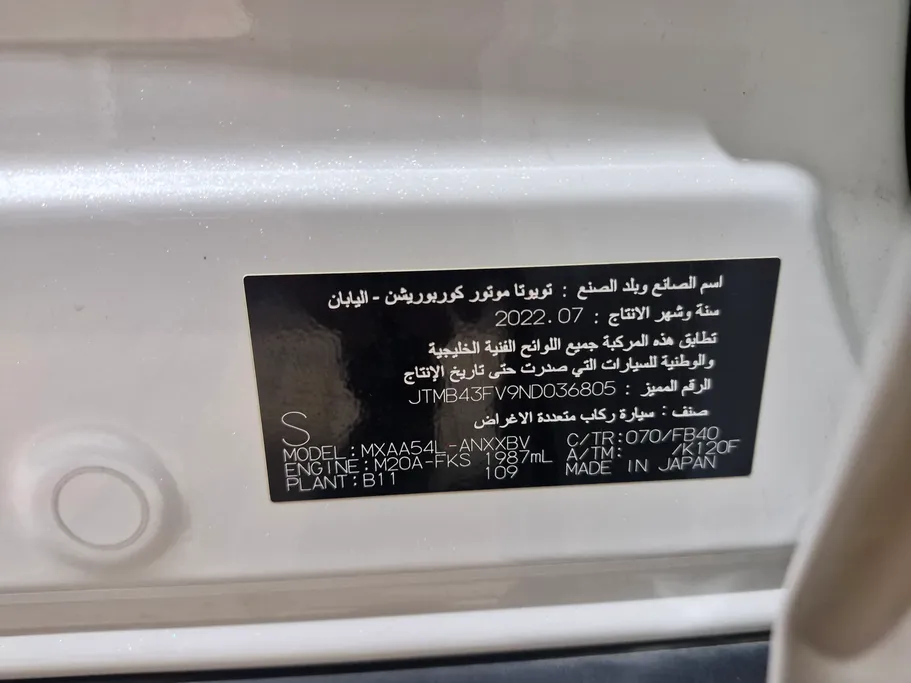 اسم الصانع وبلد الصنع : تويوتا موتور كوربوريشن - اليابان
سنة وشهر الانتاج : 2022.07
تطابق هذه المركبة جميع اللوائح الفنية الخليجية
والوطنية للسيارات التي صدرت حتى تاريخ الإنتاج
الرقم المميز : JTMB43FV9ND036805
صنف : سيارة ركاب متعددة الاغراض
S
MODEL:MXAA54L-ANXXBV C/TR:070/FB40
ENGINE:M20A-FKS 1987mL A/TM: /K120F
PLANT:B11 109 MADE IN JAPAN